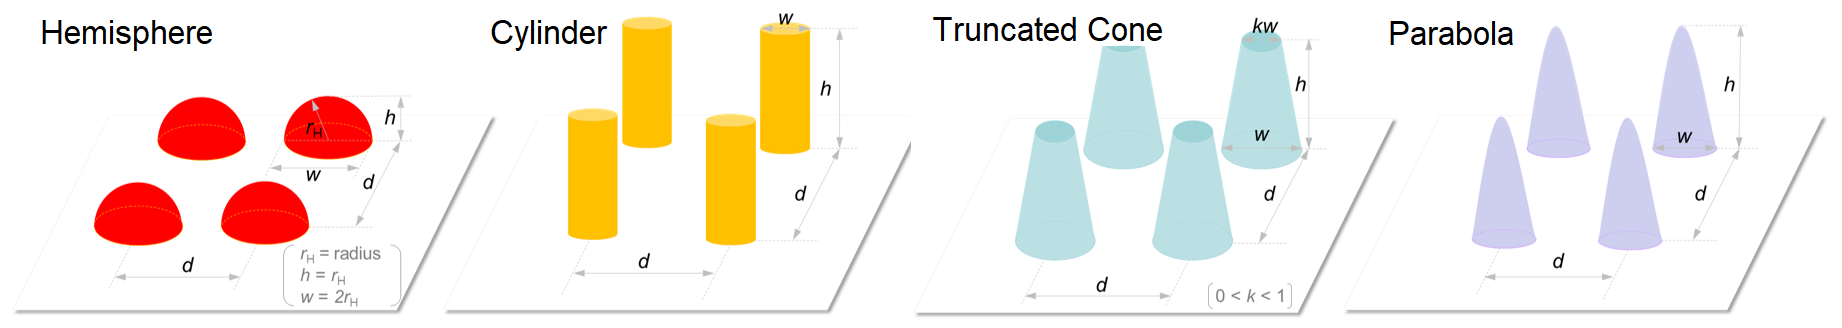 Hemisphere
r_H
h
w
d
d
r_H = radius
h = r_H
w = 2r_H
Cylinder
w
h
d
d
Truncated Cone
kw
h
w
d
d
0 < k < 1
Parabola
h
w
d
d